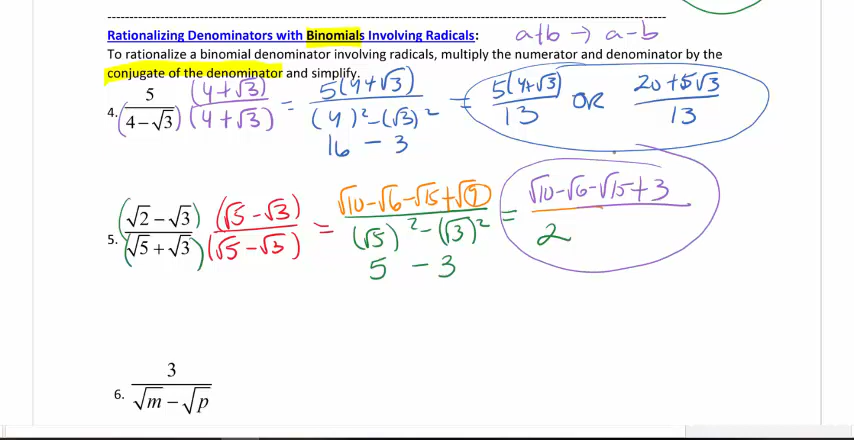 Rationalizing Denominators with Binomials Involving Radicals: a+b → a-b
To rationalize a binomial denominator involving radicals, multiply the numerator and denominator by the
conjugate of the denominator and simplify.
4. (5/(4-√3)) ((4+√3)/(4+√3)) = 5(4+√3)/((4)²-(√3)²) = 5(4+√3)/13 OR (20+5√3)/13
16 - 3
5. ((√2-√3)/(√5+√3)) ((√5-√3)/(√5-√3)) = (√10-√6-√15+√9)/((√5)²-(√3)²) = (√10-√6-√15+3)/2
5 - 3
6. 3/(√m-√p)